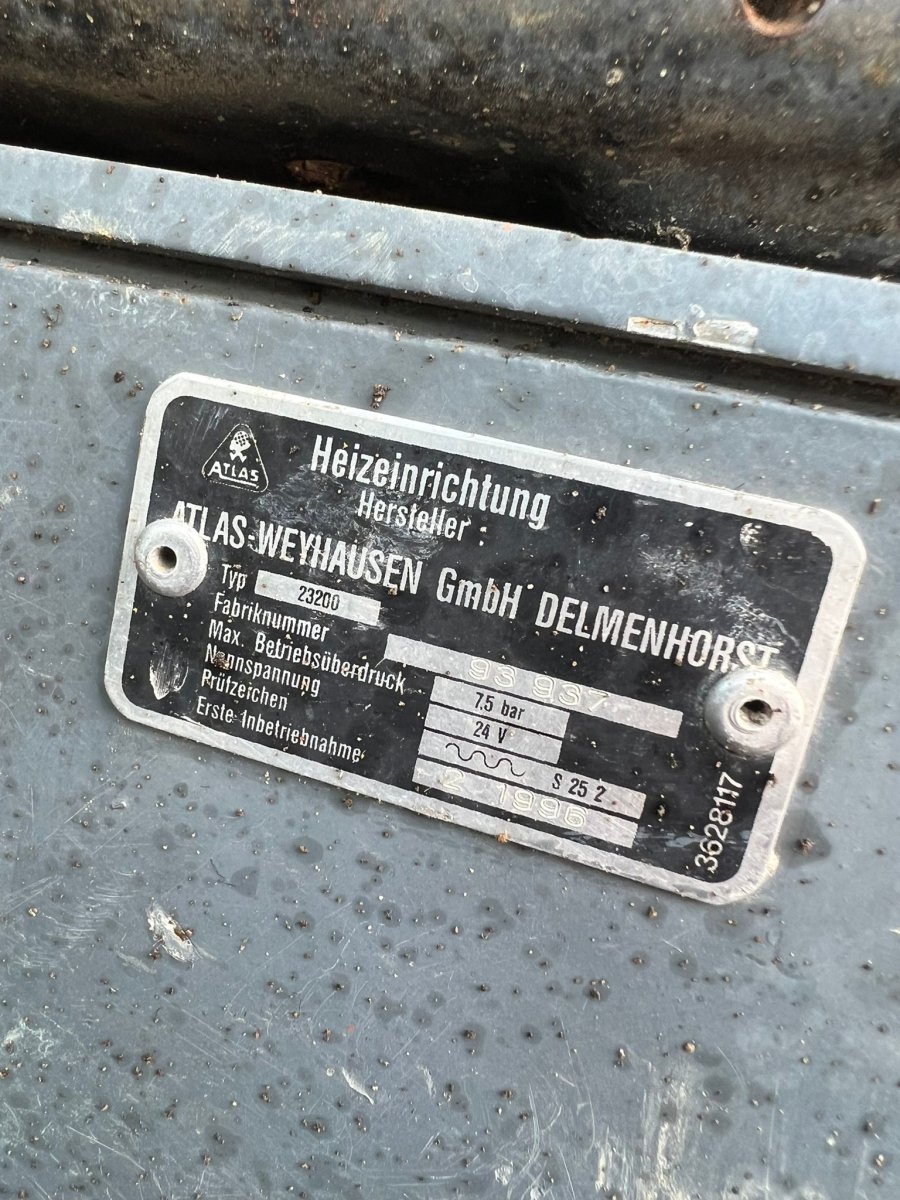 ATLAS
Heizeinrichtung
Hersteller :
ATLAS-WEYHAUSEN GmbH DELMENHORST
Typ 23200
Fabriknummer 93 937
Max. Betriebsüberdruck 7.5 bar
Nennspannung 24 V
Prüfzeichen S 25 2
Erste Inbetriebnahme 2 1996
3628117